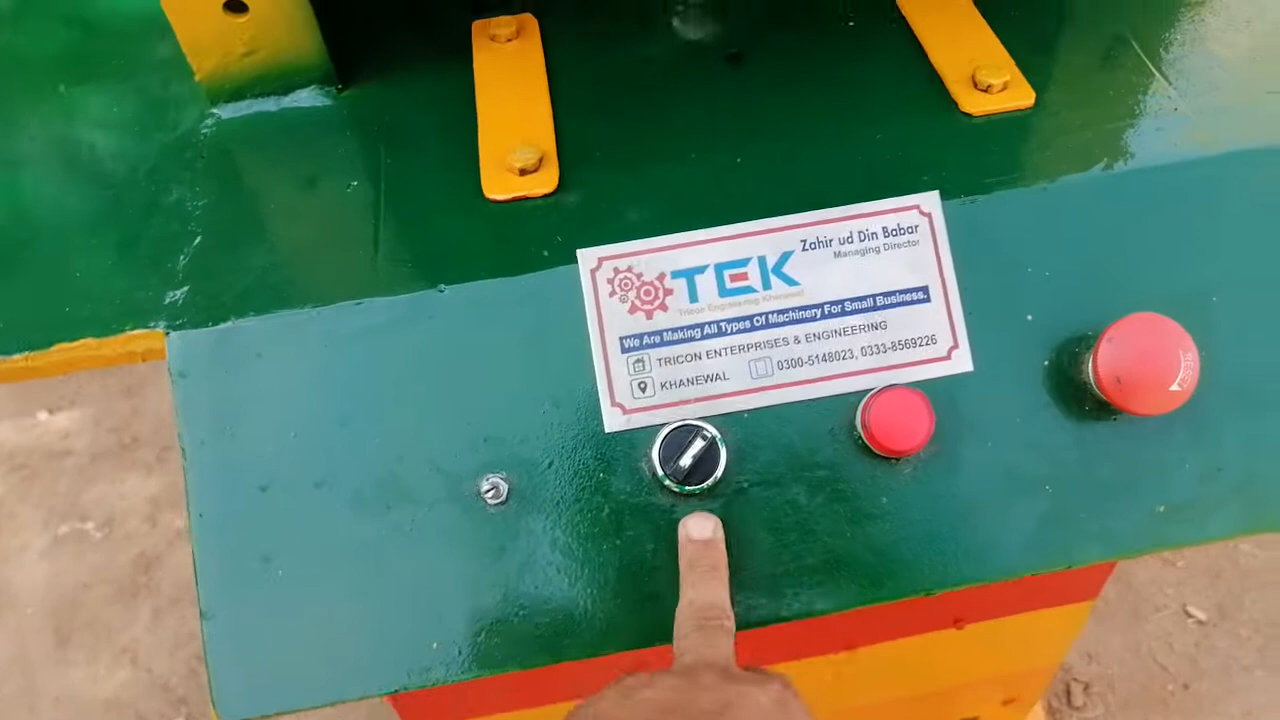 Zahir ud Din Babar
Managing Director
TEK
Tricon Engineering Khanewal
We Are Making All Types Of Machinery For Small Business.
TRICON ENTERPRISES & ENGINEERING
KHANEWAL
0300-5148023, 0333-8569226